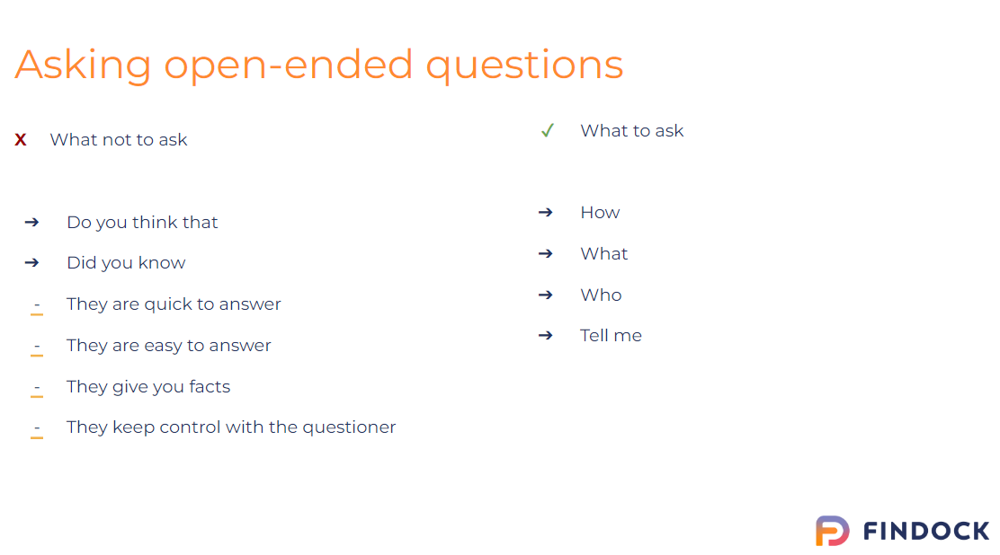 Asking open-ended questions
X What not to ask
➔ Do you think that
➔ Did you know
- They are quick to answer
- They are easy to answer
- They give you facts
- They keep control with the questioner
✓ What to ask
➔ How
➔ What
➔ Who
➔ Tell me
FINDOCK